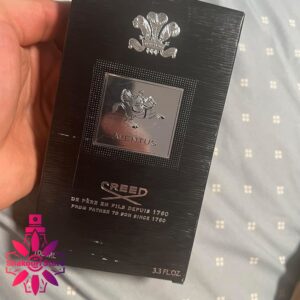 AVENTUS
CREED
DE PÈRE EN FILS DEPUIS 1760
FROM FATHER TO SON SINCE 1760
3.3 FL.OZ.